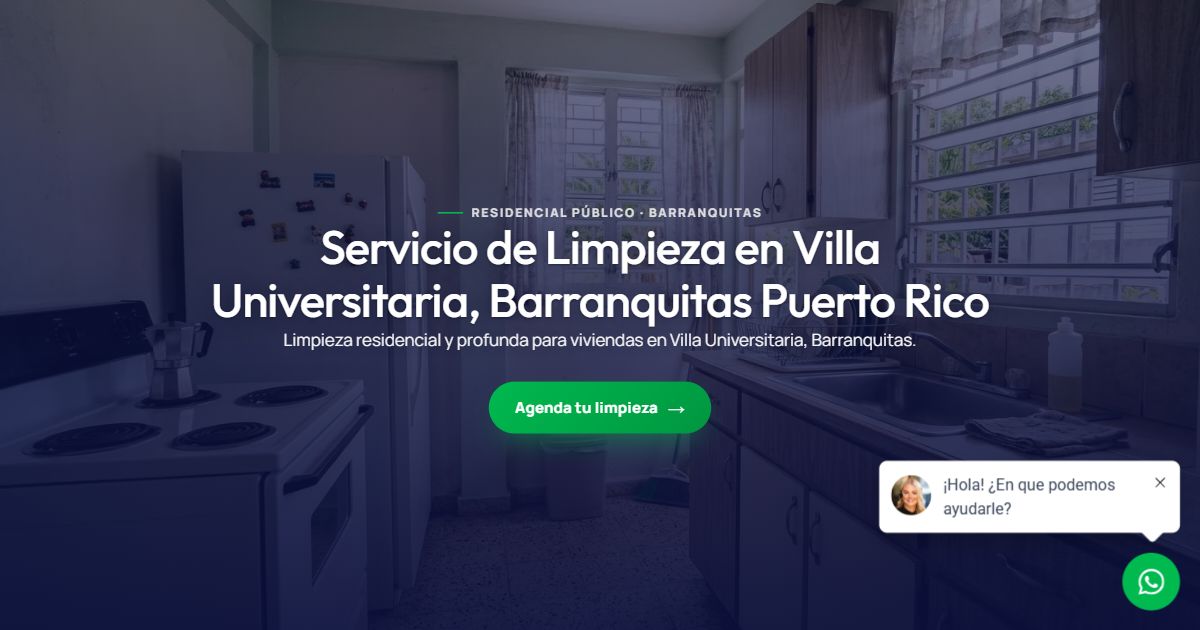 RESIDENCIAL PÚBLICO · BARRANQUITAS
Servicio de Limpieza en Villa
Universitaria, Barranquitas Puerto Rico
Limpieza residencial y profunda para viviendas en Villa Universitaria, Barranquitas.
Agenda tu limpieza →
¡Hola! ¿En que podemos
ayudarle?